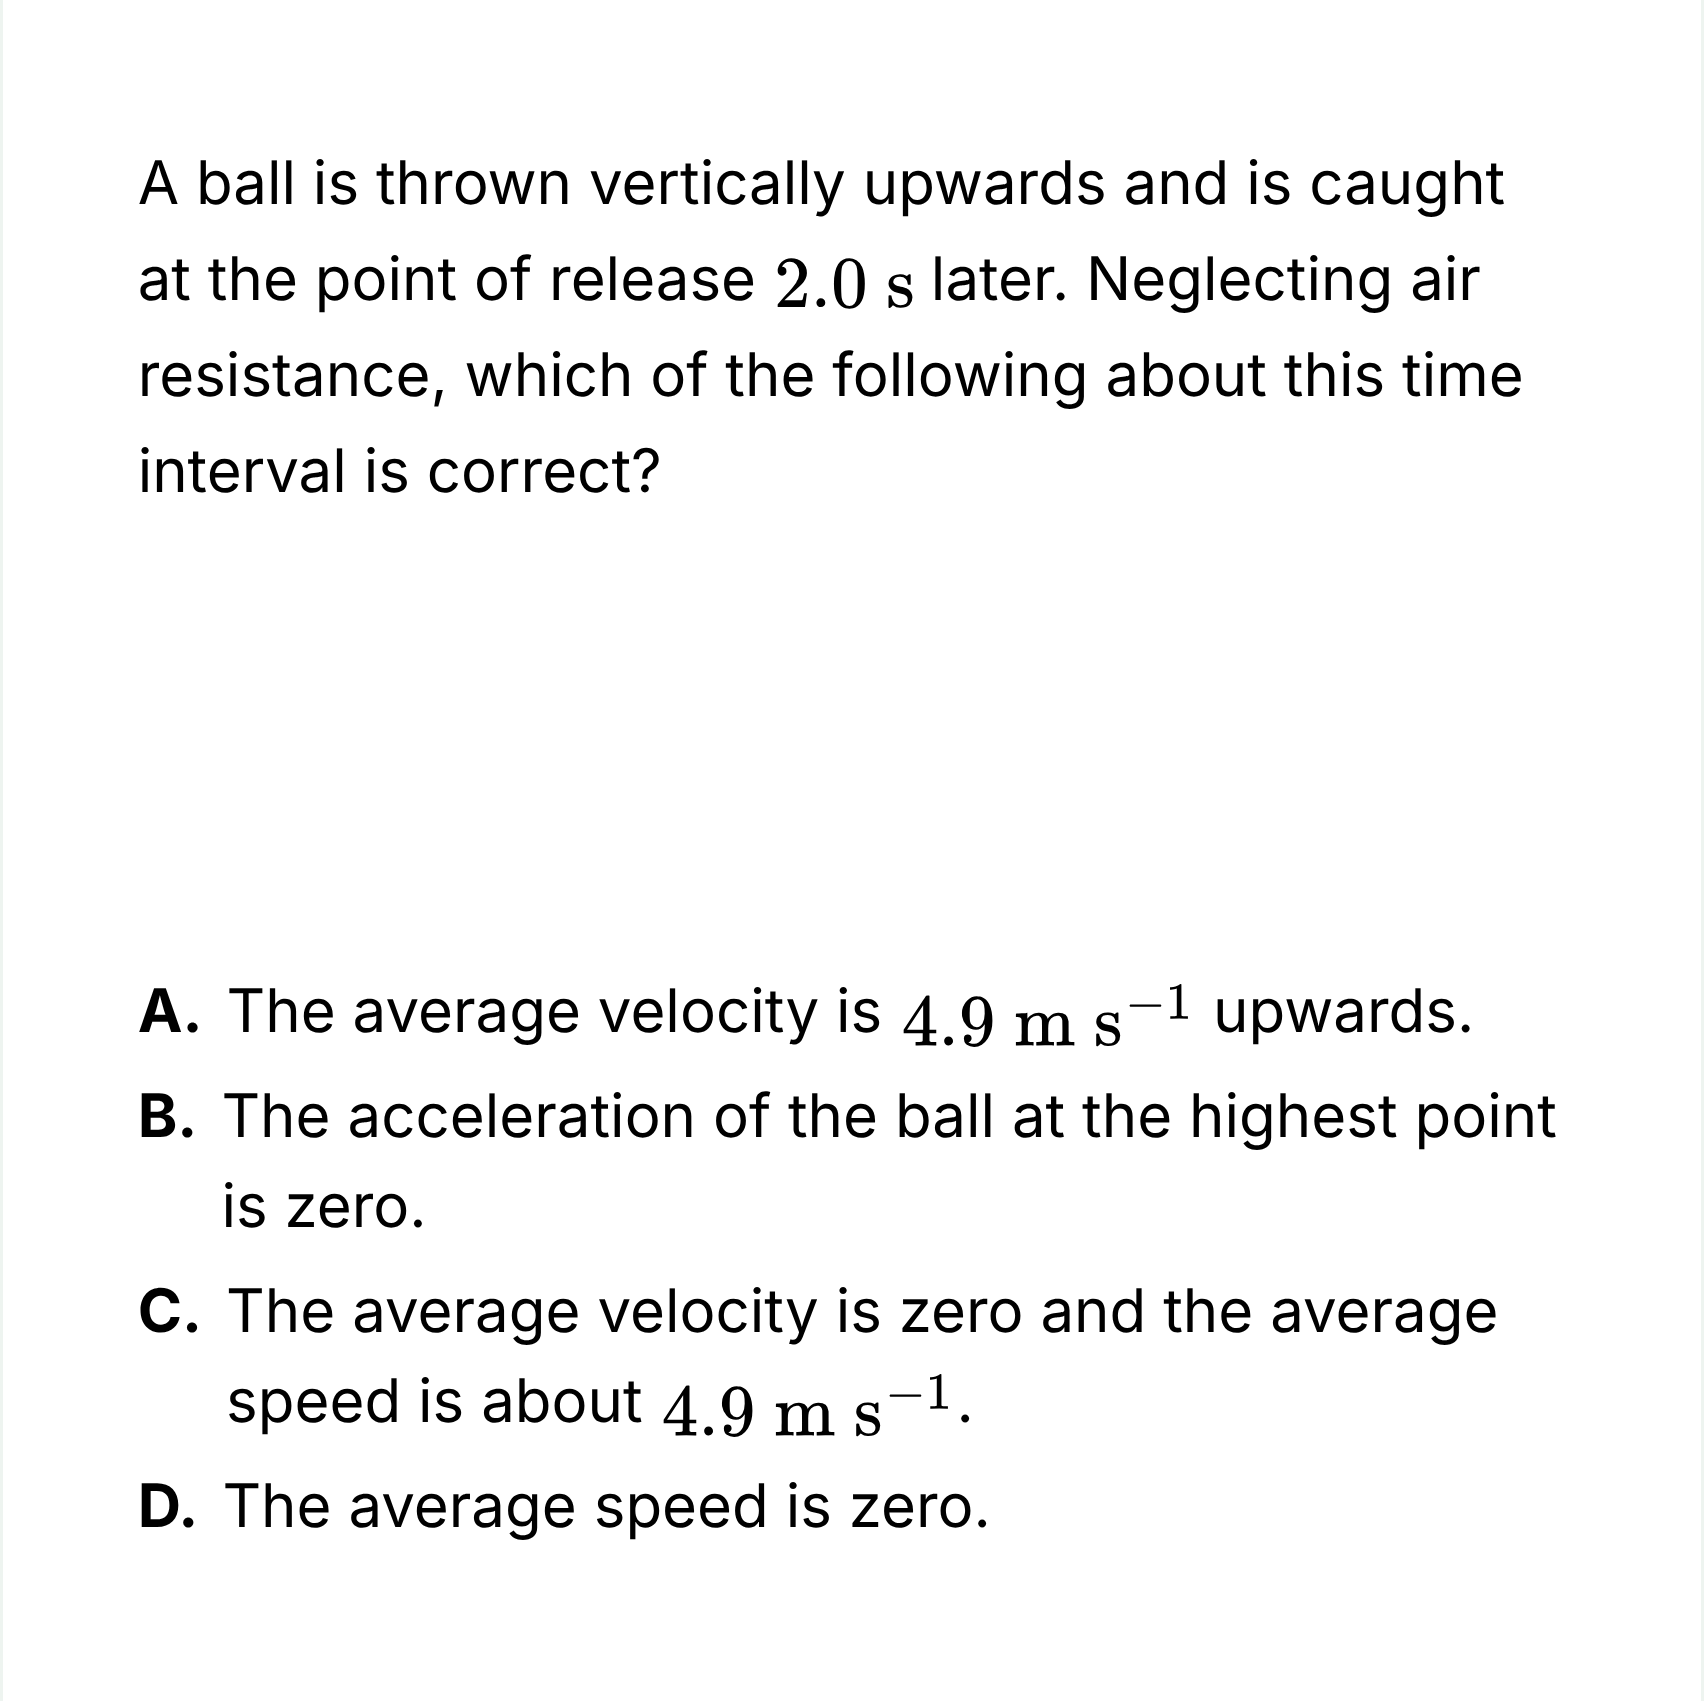 A ball is thrown vertically upwards and is caught
at the point of release 2.0 s later. Neglecting air
resistance, which of the following about this time
interval is correct?
A. The average velocity is 4.9 m s⁻¹ upwards.
B. The acceleration of the ball at the highest point
is zero.
C. The average velocity is zero and the average
speed is about 4.9 m s⁻¹.
D. The average speed is zero.